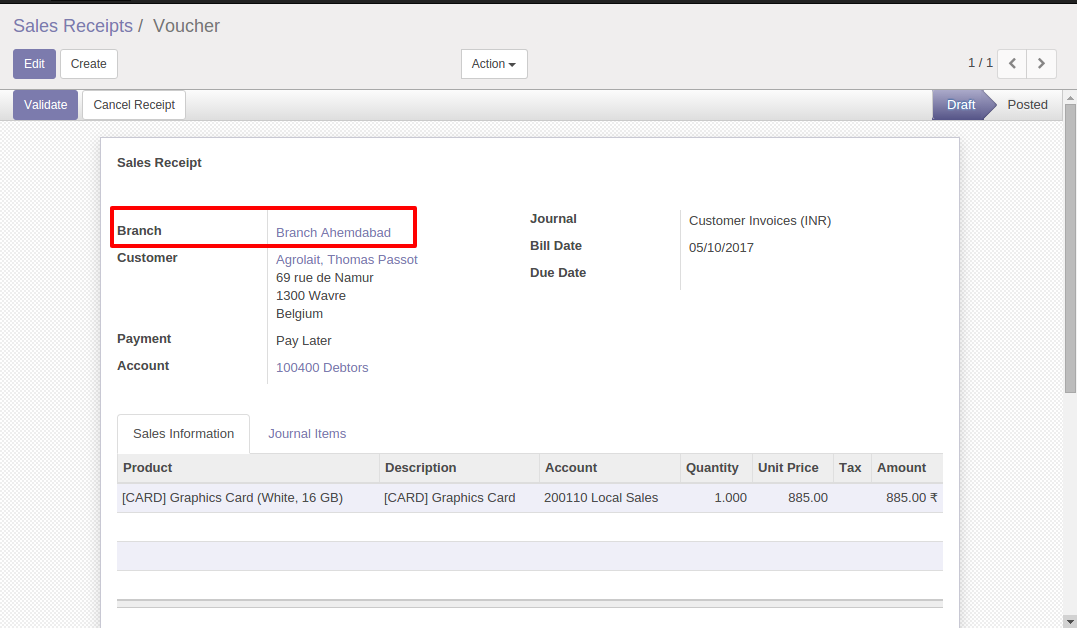 Sales Receipts / Voucher
Edit Create Action 1 / 1
Validate Cancel Receipt Draft Posted
Sales Receipt
Branch Branch Ahemdabad
Customer Agrolait, Thomas Passot
69 rue de Namur
1300 Wavre
Belgium
Payment Pay Later
Account 100400 Debtors
Journal Customer Invoices (INR)
Bill Date 05/10/2017
Due Date
Sales Information Journal Items
Product Description Account Quantity Unit Price Tax Amount
[CARD] Graphics Card (White, 16 GB) [CARD] Graphics Card 200110 Local Sales 1.000 885.00 885.00 ₹